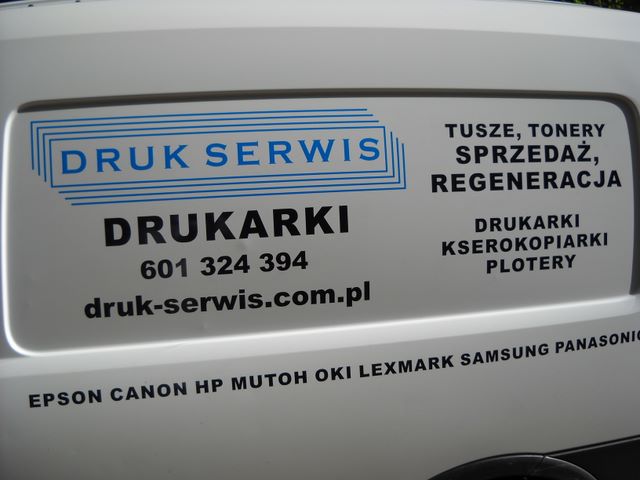 DRUK SERWIS
DRUKARKI
601 324 394
druk-serwis.com.pl
TUSZE, TONERY
SPRZEDAŻ,
REGENERACJA
DRUKARKI
KSEROKOPIARKI
PLOTERY
EPSON CANON HP MUTOH OKI LEXMARK SAMSUNG PANASONIC